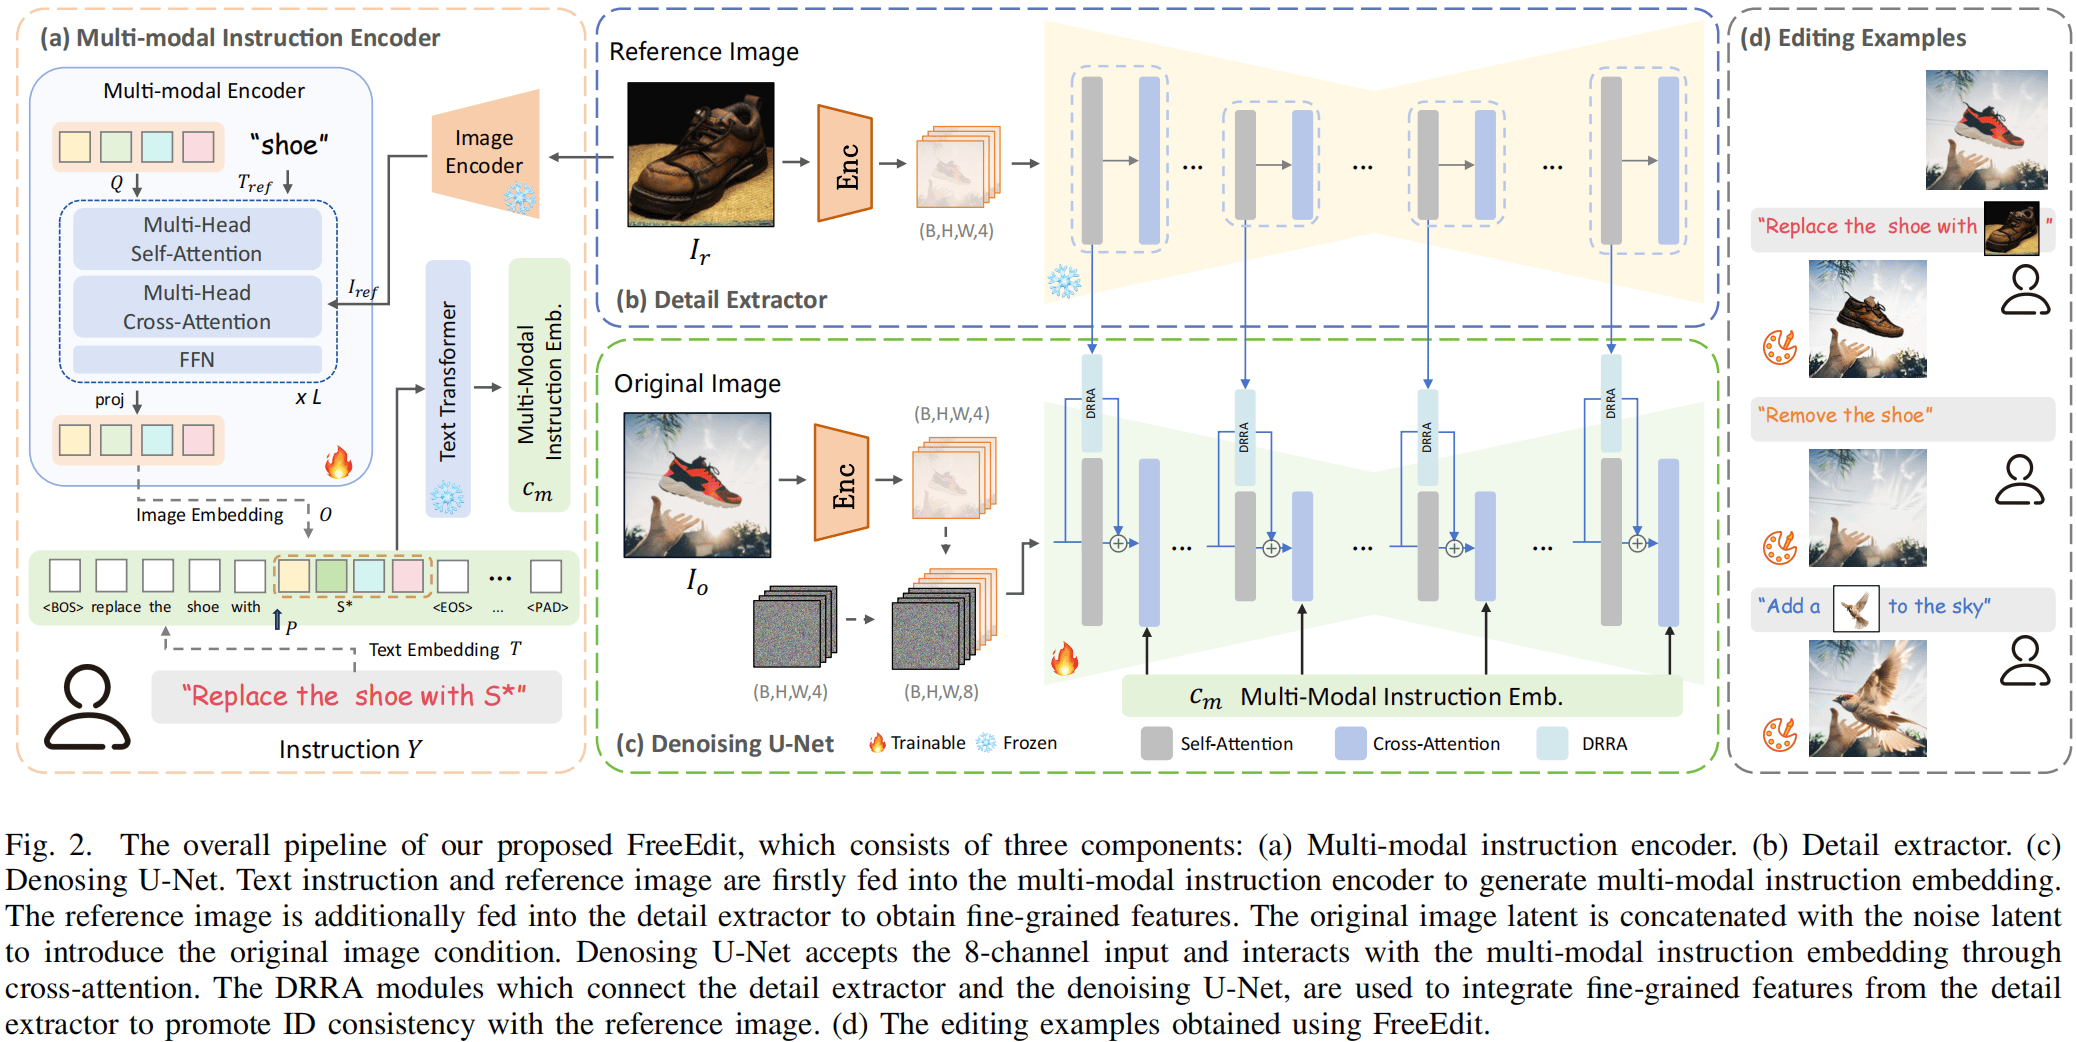 (a) Multi-modal Instruction Encoder
Multi-modal Encoder
"shoe"
Q
T_ref
Multi-Head
Self-Attention
Multi-Head
Cross-Attention
FFN
I_ref
x L
proj
Image Embedding O
Image
Encoder
Text Transformer
Multi-Modal
Instruction Emb.
c_m
<BOS> replace the shoe with S* <EOS> ... <PAD>
P
Text Embedding T
"Replace the shoe with S*"
Instruction Y
Reference Image
I_r
Enc
(B,H,W,4)
...
...
...
(b) Detail Extractor
Original Image
I_o
Enc
(B,H,W,4)
(B,H,W,4)
(B,H,W,8)
DRRA
DRRA
DRRA
DRRA
...
...
...
c_m Multi-Modal Instruction Emb.
(c) Denoising U-Net
Trainable
Frozen
Self-Attention
Cross-Attention
DRRA
(d) Editing Examples
"Replace the shoe with "
"Remove the shoe"
"Add a to the sky"
Fig. 2. The overall pipeline of our proposed FreeEdit, which consists of three components: (a) Multi-modal instruction encoder. (b) Detail extractor. (c)
Denosing U-Net. Text instruction and reference image are firstly fed into the multi-modal instruction encoder to generate multi-modal instruction embedding.
The reference image is additionally fed into the detail extractor to obtain fine-grained features. The original image latent is concatenated with the noise latent
to introduce the original image condition. Denosing U-Net accepts the 8-channel input and interacts with the multi-modal instruction embedding through
cross-attention. The DRRA modules which connect the detail extractor and the denoising U-Net, are used to integrate fine-grained features from the detail
extractor to promote ID consistency with the reference image. (d) The editing examples obtained using FreeEdit.